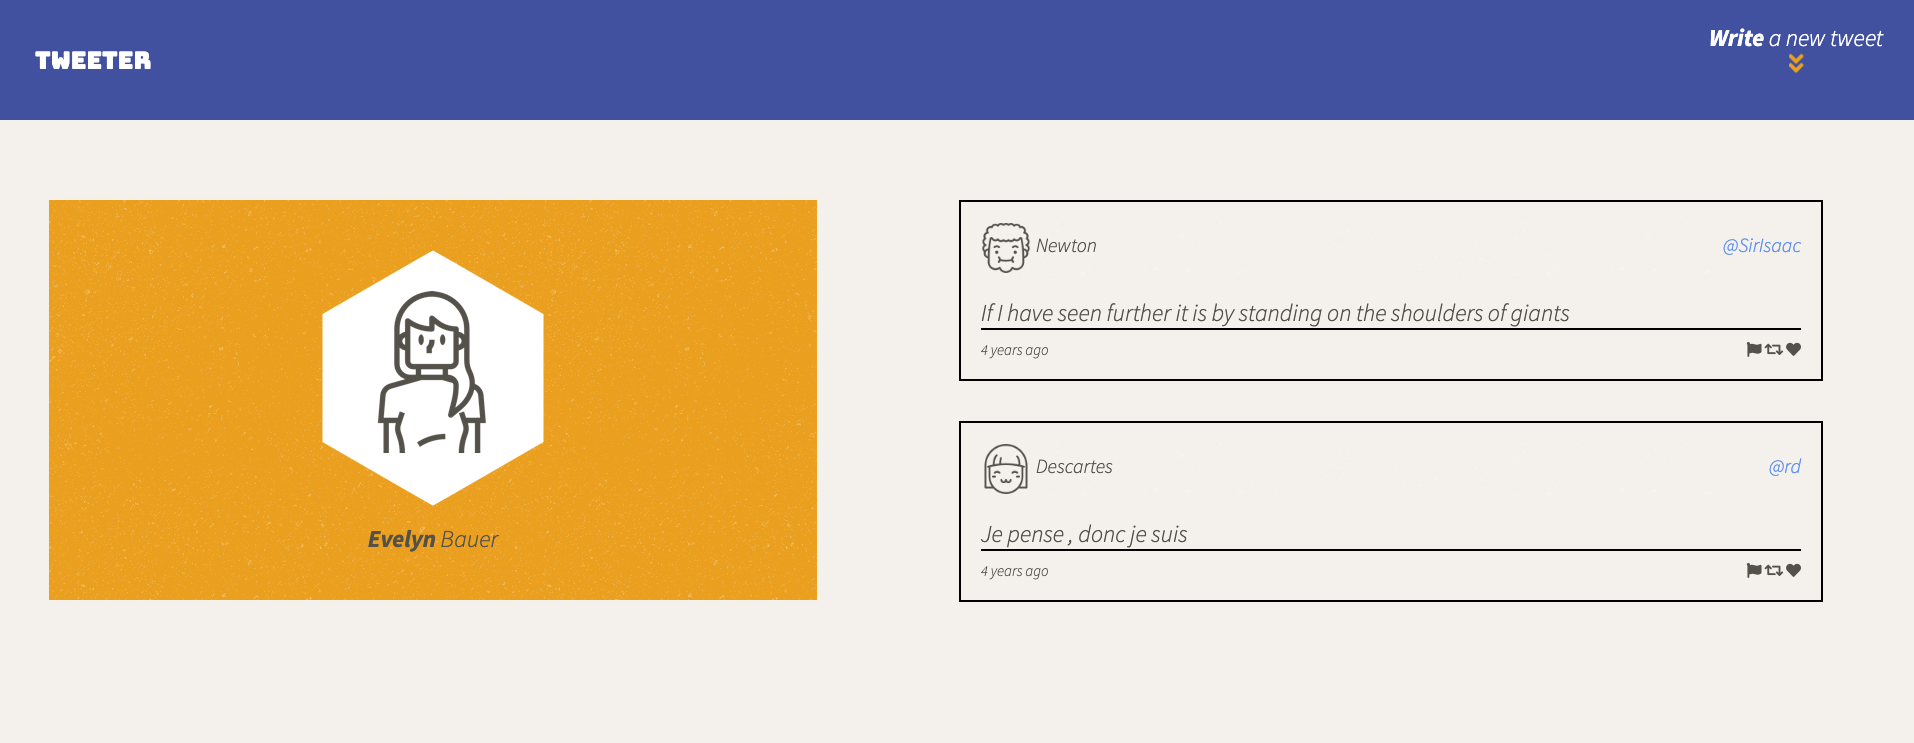 TWEETER
Write a new tweet
Evelyn Bauer
Newton
@SirIsaac
If I have seen further it is by standing on the shoulders of giants
4 years ago
Descartes
@rd
Je pense , donc je suis
4 years ago